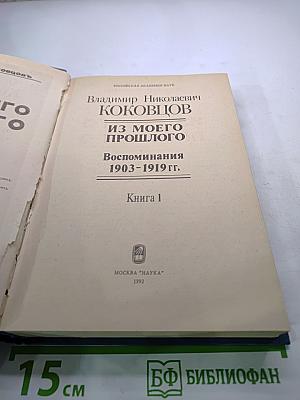 РОССИЙСКАЯ АКАДЕМИЯ НАУК
Владимир Николаевич
КОКОВЦОВ
ИЗ МОЕГО
ПРОШЛОГО
Воспоминания
1903-1919 гг.
Книга 1
МОСКВА "НАУКА"
1992
15 СМ
БФ БИБЛИОФАН